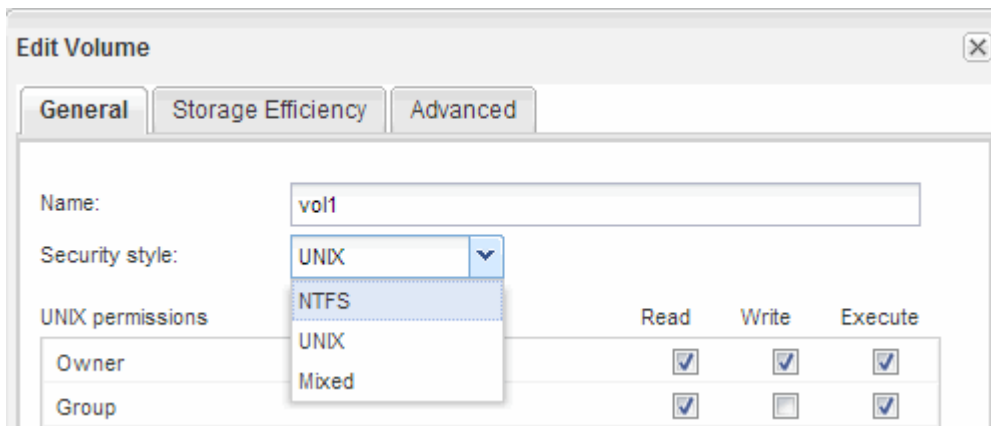 Edit Volume
General Storage Efficiency Advanced
Name: vol1
Security style: UNIX
NTFS
UNIX permissions Read Write Execute
UNIX
Owner
Mixed
Group